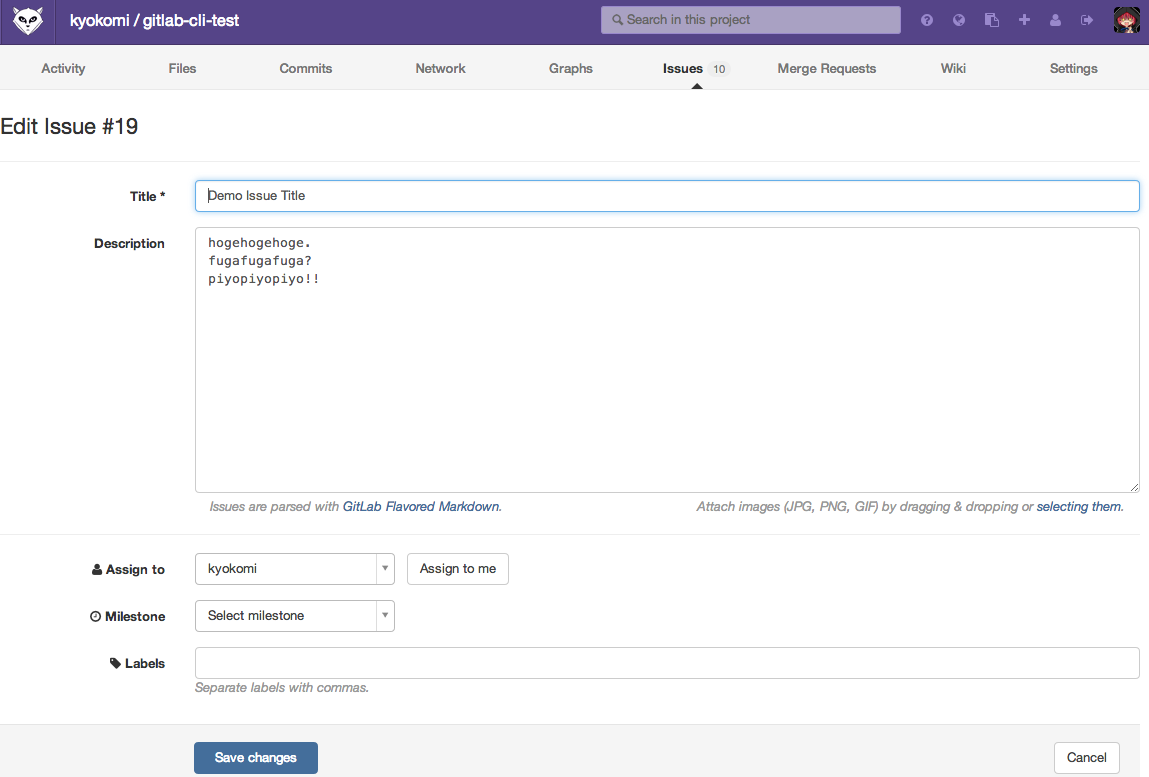 kyokomi / gitlab-cli-test
Search in this project
Activity Files Commits Network Graphs Issues 10 Merge Requests Wiki Settings
Edit Issue #19
Title * Demo Issue Title
Description
hogehogehoge.
fugafugafuga?
piyopiyopiyo!!
Issues are parsed with GitLab Flavored Markdown. Attach images (JPG, PNG, GIF) by dragging & dropping or selecting them.
Assign to kyokomi Assign to me
Milestone Select milestone
Labels
Separate labels with commas.
Save changes Cancel